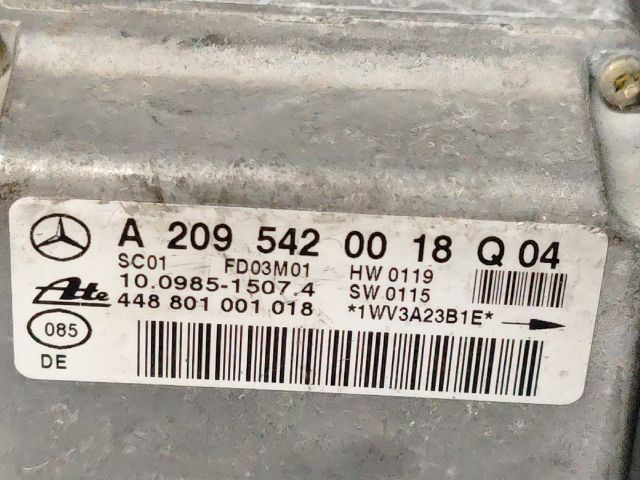 A 209 542 00 18 Q 04
SC01 FD03M01 HW 0119
10.0985-1507.4 SW 0115
Ate 448 801 001 018 *1WV3A23B1E*
085
DE